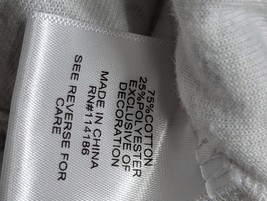 75%COTTON
25%POLYESTER
EXCLUSIVE OF
DECORATION
MADE IN CHINA
RN#114186
SEE REVERSE FOR
CARE